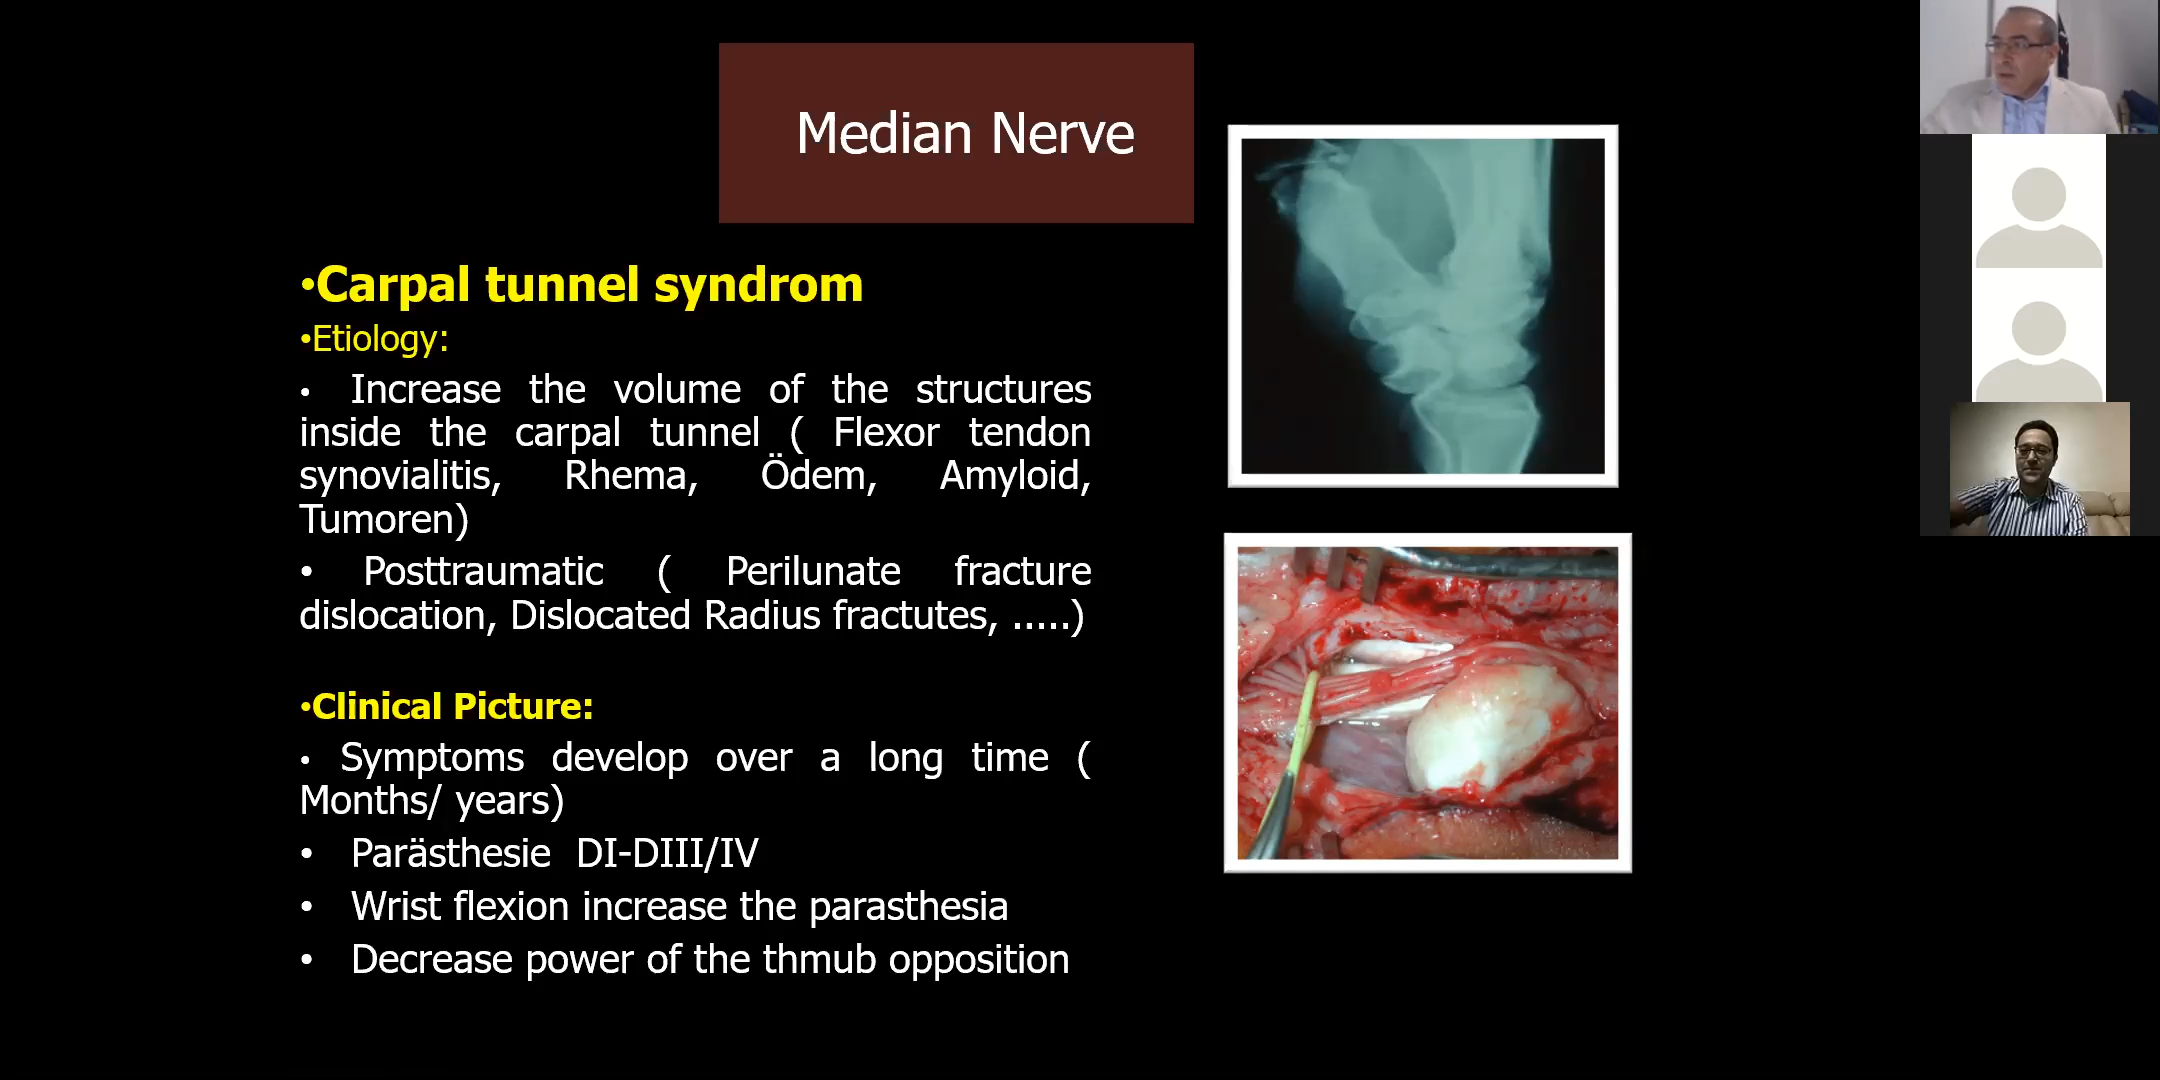 Median Nerve
•Carpal tunnel syndrom
•Etiology:
• Increase the volume of the structures
inside the carpal tunnel ( Flexor tendon
synovialitis, Rhema, Ödem, Amyloid,
Tumoren)
• Posttraumatic ( Perilunate fracture
dislocation, Dislocated Radius fractutes, .....)
•Clinical Picture:
• Symptoms develop over a long time (
Months/ years)
• Parästhesie DI-DIII/IV
• Wrist flexion increase the parasthesia
• Decrease power of the thmub opposition